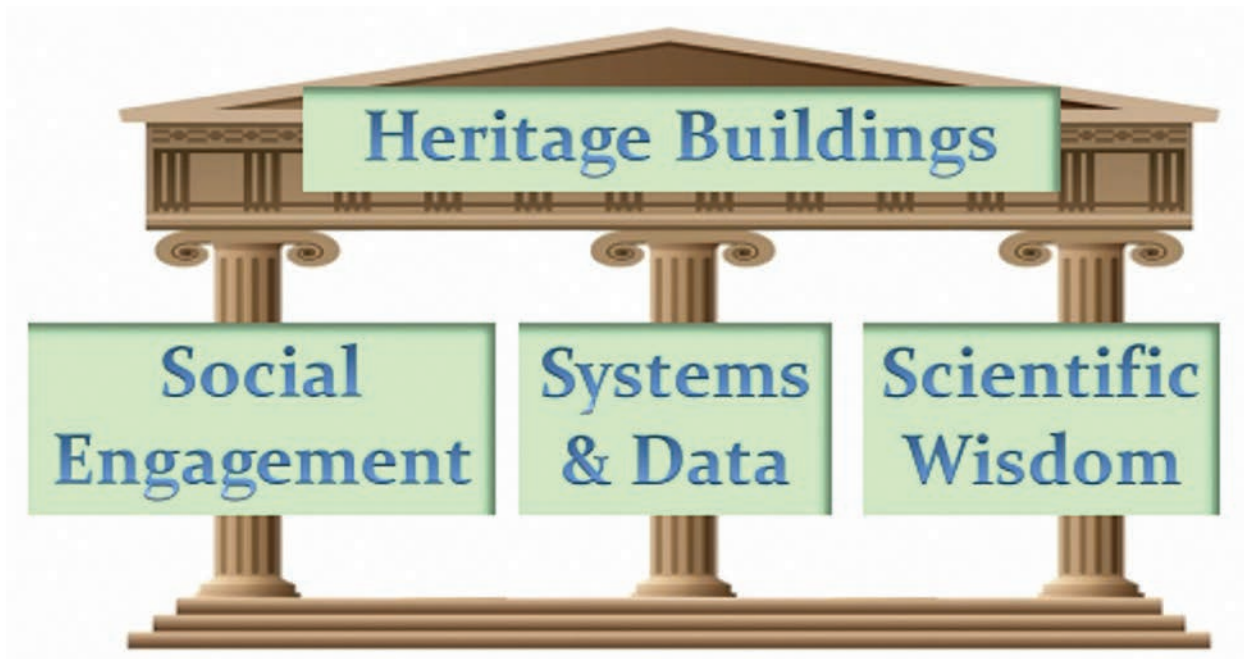 Heritage Buildings
Social
Engagement
Systems
& Data
Scientific
Wisdom